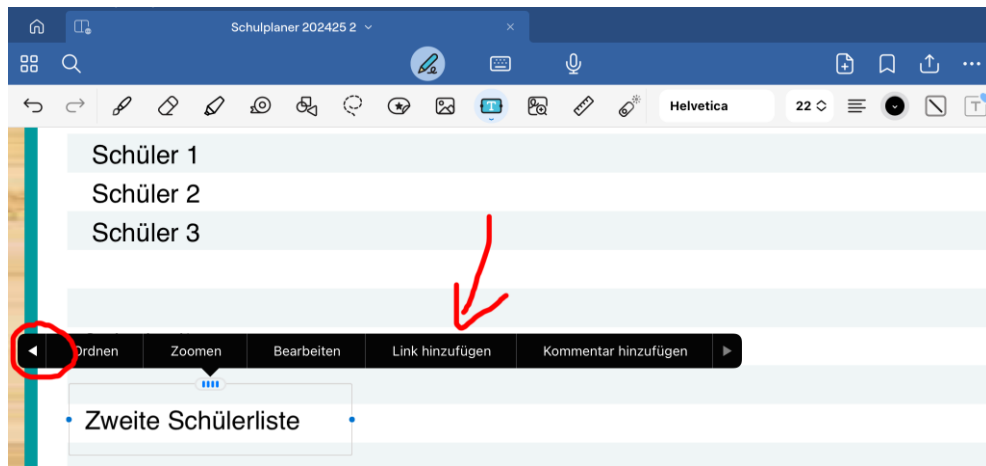 Schulplaner 202425 2
Helvetica 22
Schüler 1
Schüler 2
Schüler 3
Ordnen Zoomen Bearbeiten Link hinzufügen Kommentar hinzufügen
Zweite Schülerliste